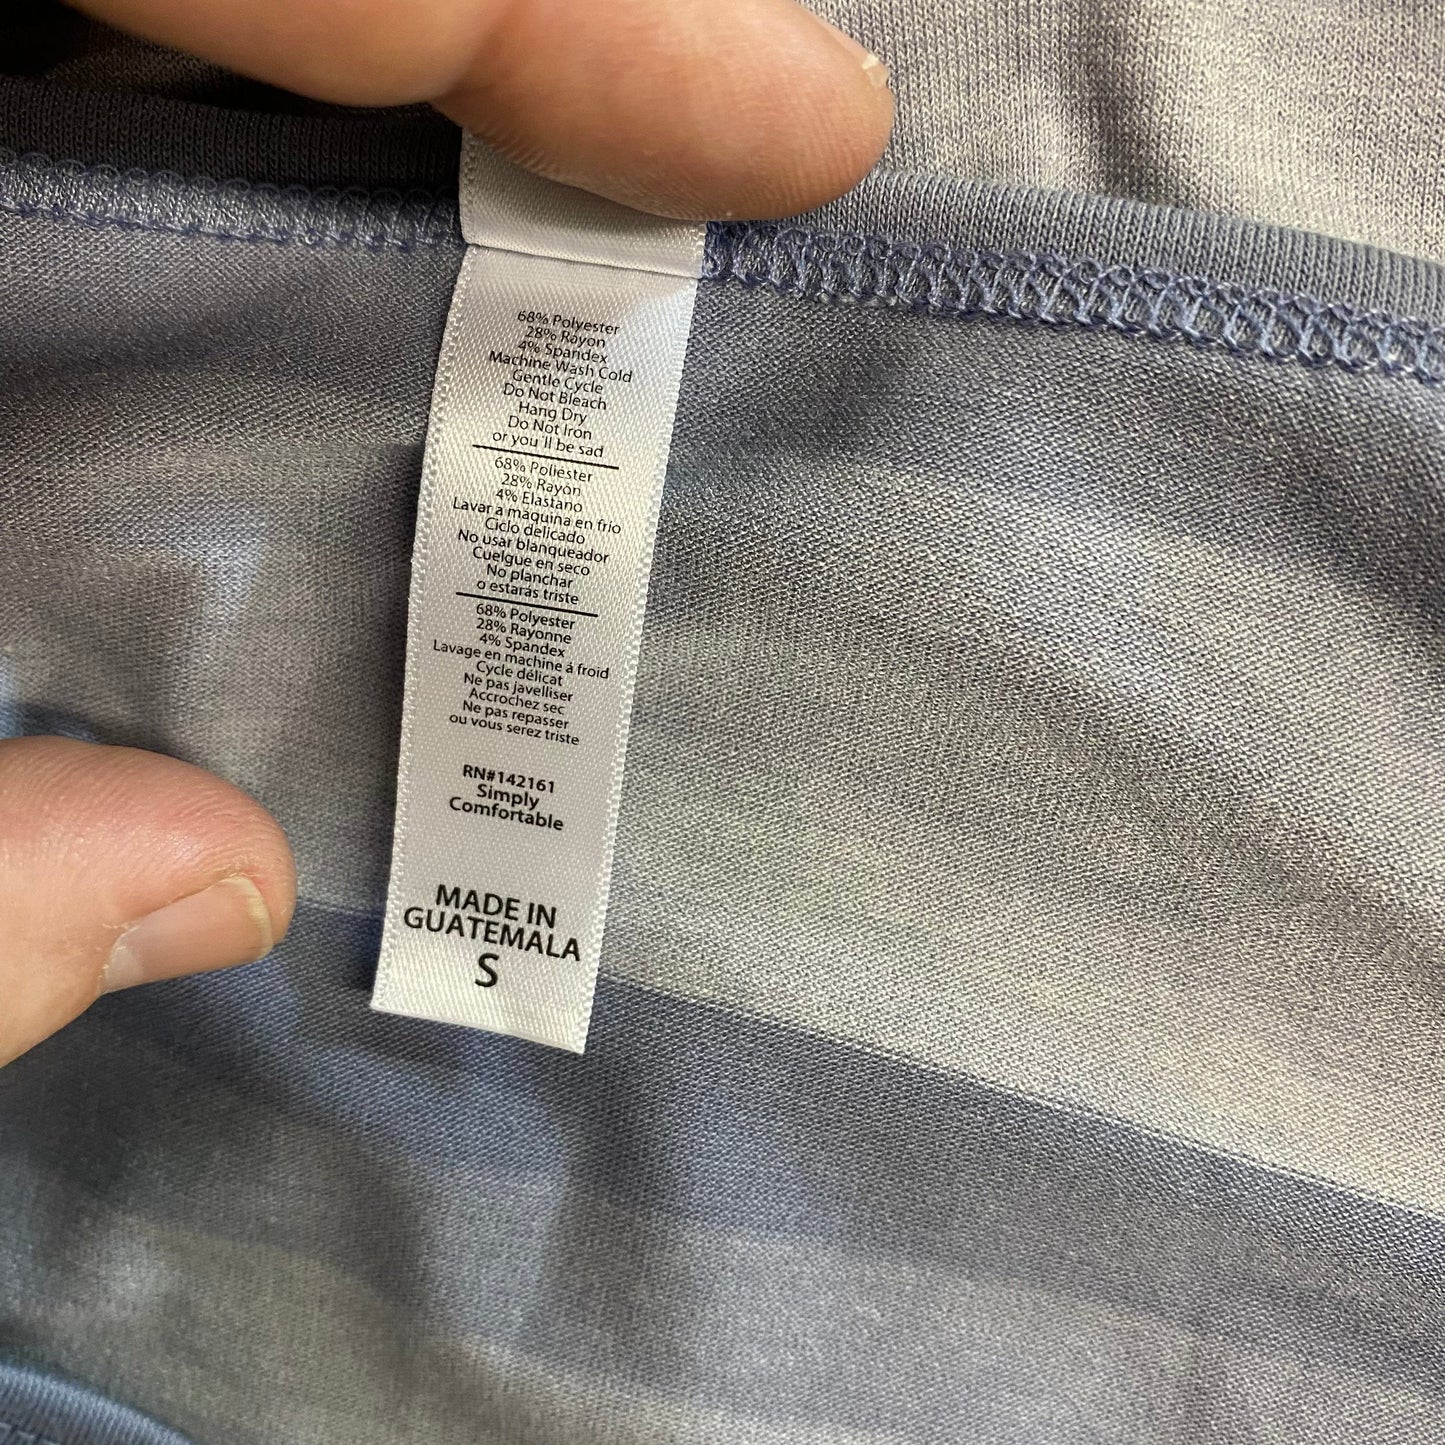 68% Polyester
28% Rayon
4% Spandex
Machine Wash Cold
Gentle Cycle
Do Not Bleach
Hang Dry
Do Not Iron
or you ll be sad
68% Poliéster
28% Rayón
4% Elastano
Lavar a maquina en frio
Ciclo delicado
No usar blanqueador
Cuelgue en seco
No planchar
o estarás triste
68% Polyester
28% Rayonne
4% Spandex
Lavage en machine á froid
Cycle délicat
Ne pas javelliser
Accrochez sec
Ne pas repasser
ou vous serez triste
RN#142161
Simply
Comfortable
MADE IN
GUATEMALA
S